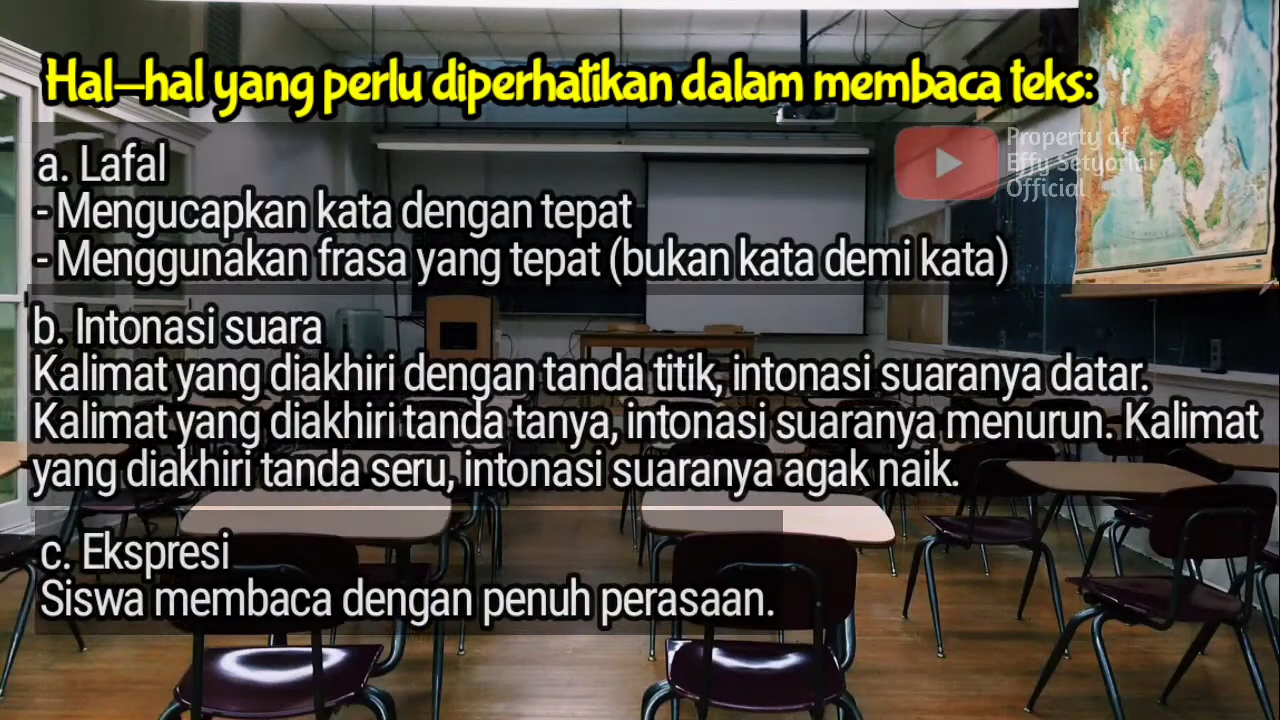 Hal-hal yang perlu diperhatikan dalam membaca teks:
Property of
Effy Setyorini
Official
a. Lafal
- Mengucapkan kata dengan tepat
- Menggunakan frasa yang tepat (bukan kata demi kata)
b. Intonasi suara
Kalimat yang diakhiri dengan tanda titik, intonasi suaranya datar.
Kalimat yang diakhiri tanda tanya, intonasi suaranya menurun. Kalimat
yang diakhiri tanda seru, intonasi suaranya agak naik.
c. Ekspresi
Siswa membaca dengan penuh perasaan.